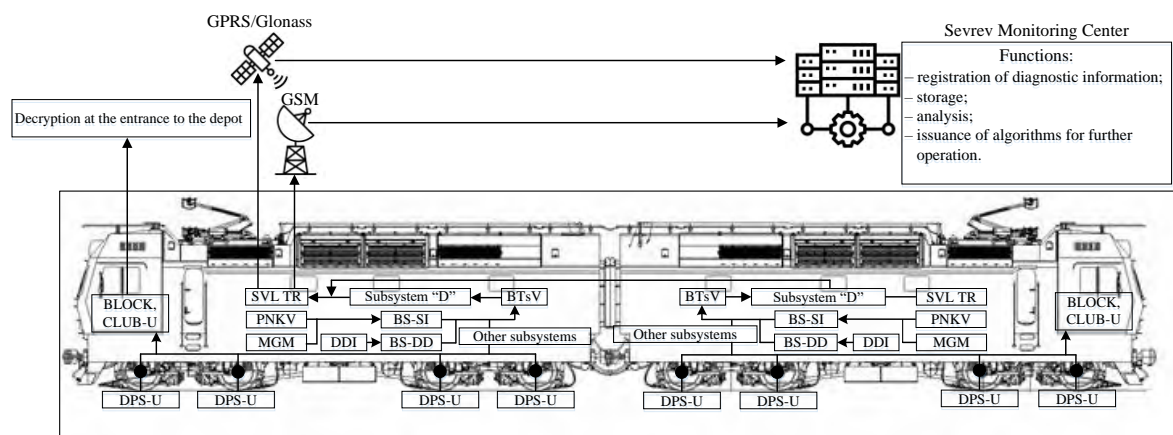 GPRS/Glonass
Sevrev Monitoring Center
Functions:
– registration of diagnostic information;
– storage;
– analysis;
– issuance of algorithms for further
operation.
GSM
Decryption at the entrance to the depot
BLOCK,
CLUB-U
SVL TR
Subsystem “D”
BTsV
PNKV
BS-SI
MGM
DDI
BS-DD
Other subsystems
BTsV
Subsystem “D”
SVL TR
BLOCK,
CLUB-U
BS-SI
PNKV
Other subsystems
BS-DD
DDI
MGM
DPS-U
DPS-U
DPS-U
DPS-U
DPS-U
DPS-U
DPS-U
DPS-U